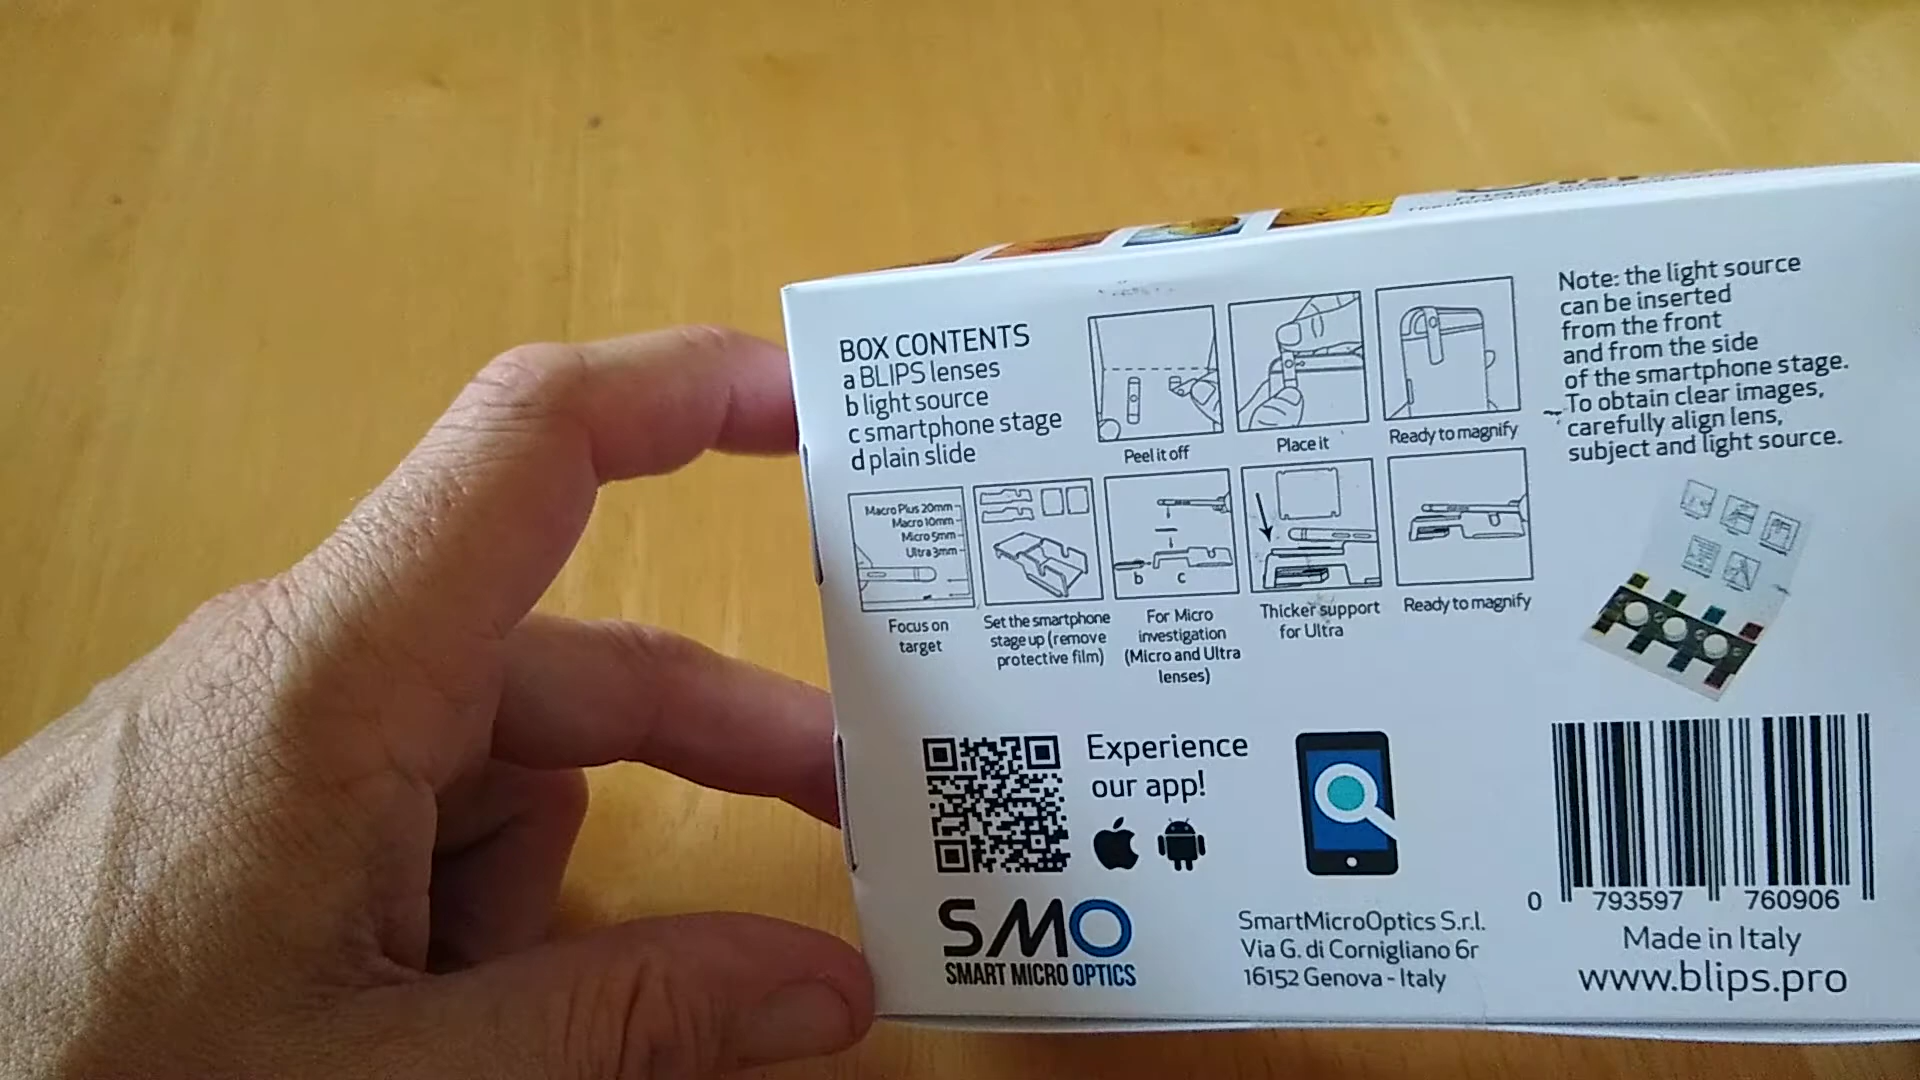 BOX CONTENTS
a BLIPS lenses
b light source
c smartphone stage
d plain slide
Peel it off
Place it
Ready to magnify
Note: the light source
can be inserted
from the front
and from the side
of the smartphone stage.
To obtain clear images,
carefully align lens,
subject and light source.
Macro Plus 20mm
Macro 10mm
Micro 5mm
Ultra 3mm
Focus on
target
Set the smartphone
stage up (remove
protective film)
b
c
For Micro
investigation
(Micro and Ultra
lenses)
Thicker support
for Ultra
Ready to magnify
Experience
our app!
SMO
SMART MICRO OPTICS
SmartMicroOptics S.r.l.
Via G. di Cornigliano 6r
16152 Genova - Italy
0 793597 760906
Made in Italy
www.blips.pro